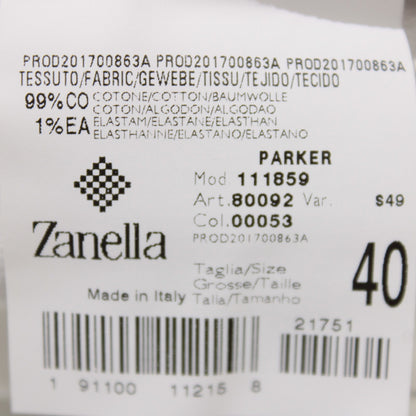 PROD201700863A PROD201700863A PROD201700863A
TESSUTO/FABRIC/GEWEBE/TISSU/TEJIDO/TECIDO
99%CO COTONE/COTTON/BAUMWOLLE
COTON/ALGODON/ALGODAO
1%EA ELASTAM/ELASTANE/ELASTHAN
ELASTHANNE/ELASTANO/ELASTANO
PARKER
Mod 111859
Art. 80092 Var. S49
Col. 00053
PROD201700863A
Zanella
Taglia/Size
Grosse/Taille
Talia/Tamanho
40
Made in Italy
21751
1 91100 11215 8